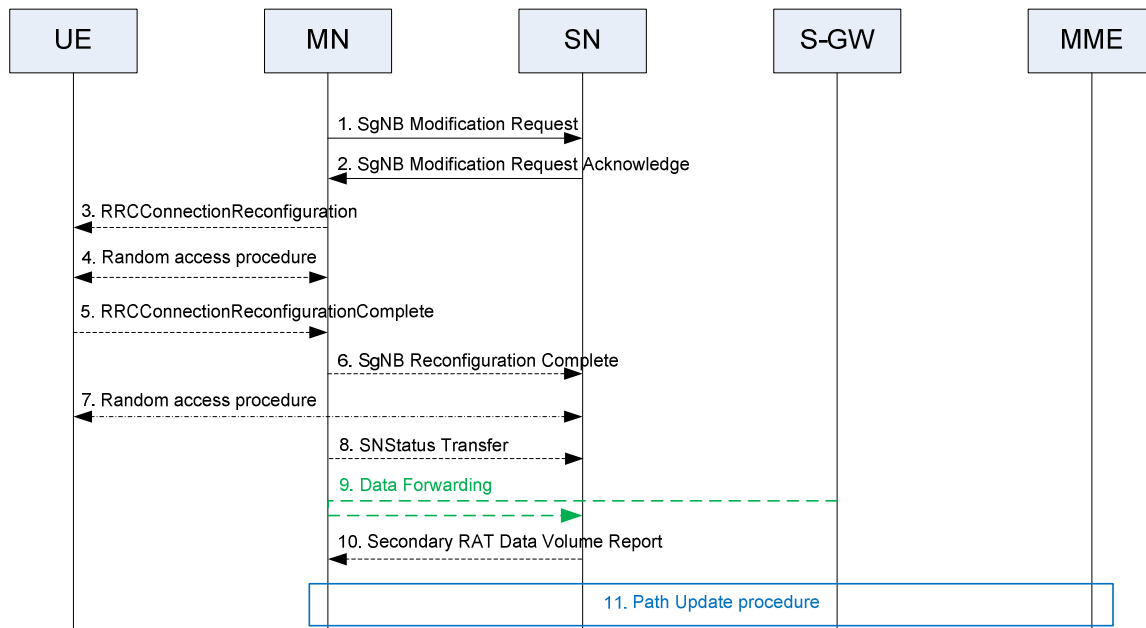 UE
MN
SN
S-GW
MME
1. SgNB Modification Request
2. SgNB Modification Request Acknowledge
3. RRCConnectionReconfiguration
4. Random access procedure
5. RRCConnectionReconfigurationComplete
6. SgNB Reconfiguration Complete
7. Random access procedure
8. SNStatus Transfer
9. Data Forwarding
10. Secondary RAT Data Volume Report
11. Path Update procedure